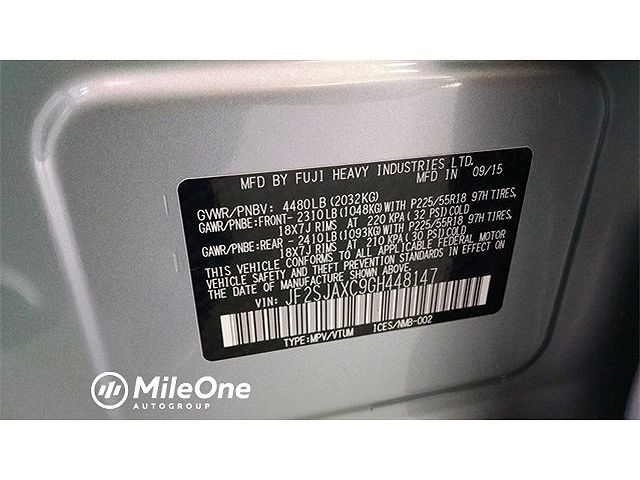 MFD BY FUJI HEAVY INDUSTRIES LTD.
MFD IN 09/15
GVWR/PNBV: 4480LB (2032KG)
GAWR/PNBE:FRONT- 2310LB (1048KG) WITH P225/55R18 97H TIRES,
18X7J RIMS AT 220 KPA (32 PSI) COLD
GAWR/PNBE:REAR - 2410LB (1093KG) WITH P225/55R18 97H TIRES,
18X7J RIMS AT 210 KPA (30 PSI) COLD
THIS VEHICLE CONFORMS TO ALL APPLICABLE FEDERAL MOTOR
VEHICLE SAFETY STANDARDS IN EFFECT ON
THE DATE OF MANUFACTURE SHOWN ABOVE.
VIN: JF2SJAXC9GH448147
TYPE:MPV/VTUM ICES/NMB-002
MileOne
AUTOGROUP